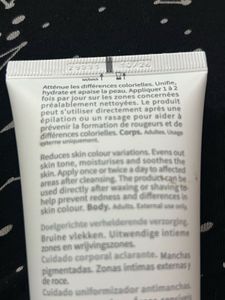 Atténue les différences colorielles. Unifie,
hydrate et apaise la peau. Appliquer 1 à 2
fois par jour sur les zones concernées
préalablement nettoyées. Le produit
peut s'utiliser directement après une
épilation ou un rasage pour aider à
prévenir la formation de rougeurs et de
différences colorielles. Corps. Adultes. Usage
externe uniquement.
Reduces skin colour variations. Evens out
skin tone, moisturises and soothes the
skin. Apply once or twice a day to affected
areas after cleansing. The product can be
used directly after waxing or shaving to
help prevent redness and differences in
skin colour. Body. Adults. External use only.
Doelgerichte verhelderende verzorging.
Bruine vlekken. Uitwendige intieme
zonen en wrijvingszones.
Cuidado corporal aclarante. Manchas
pigmentadas. Zonas íntimas externas y
de roce.
Cuidado uniformizador antimanchas